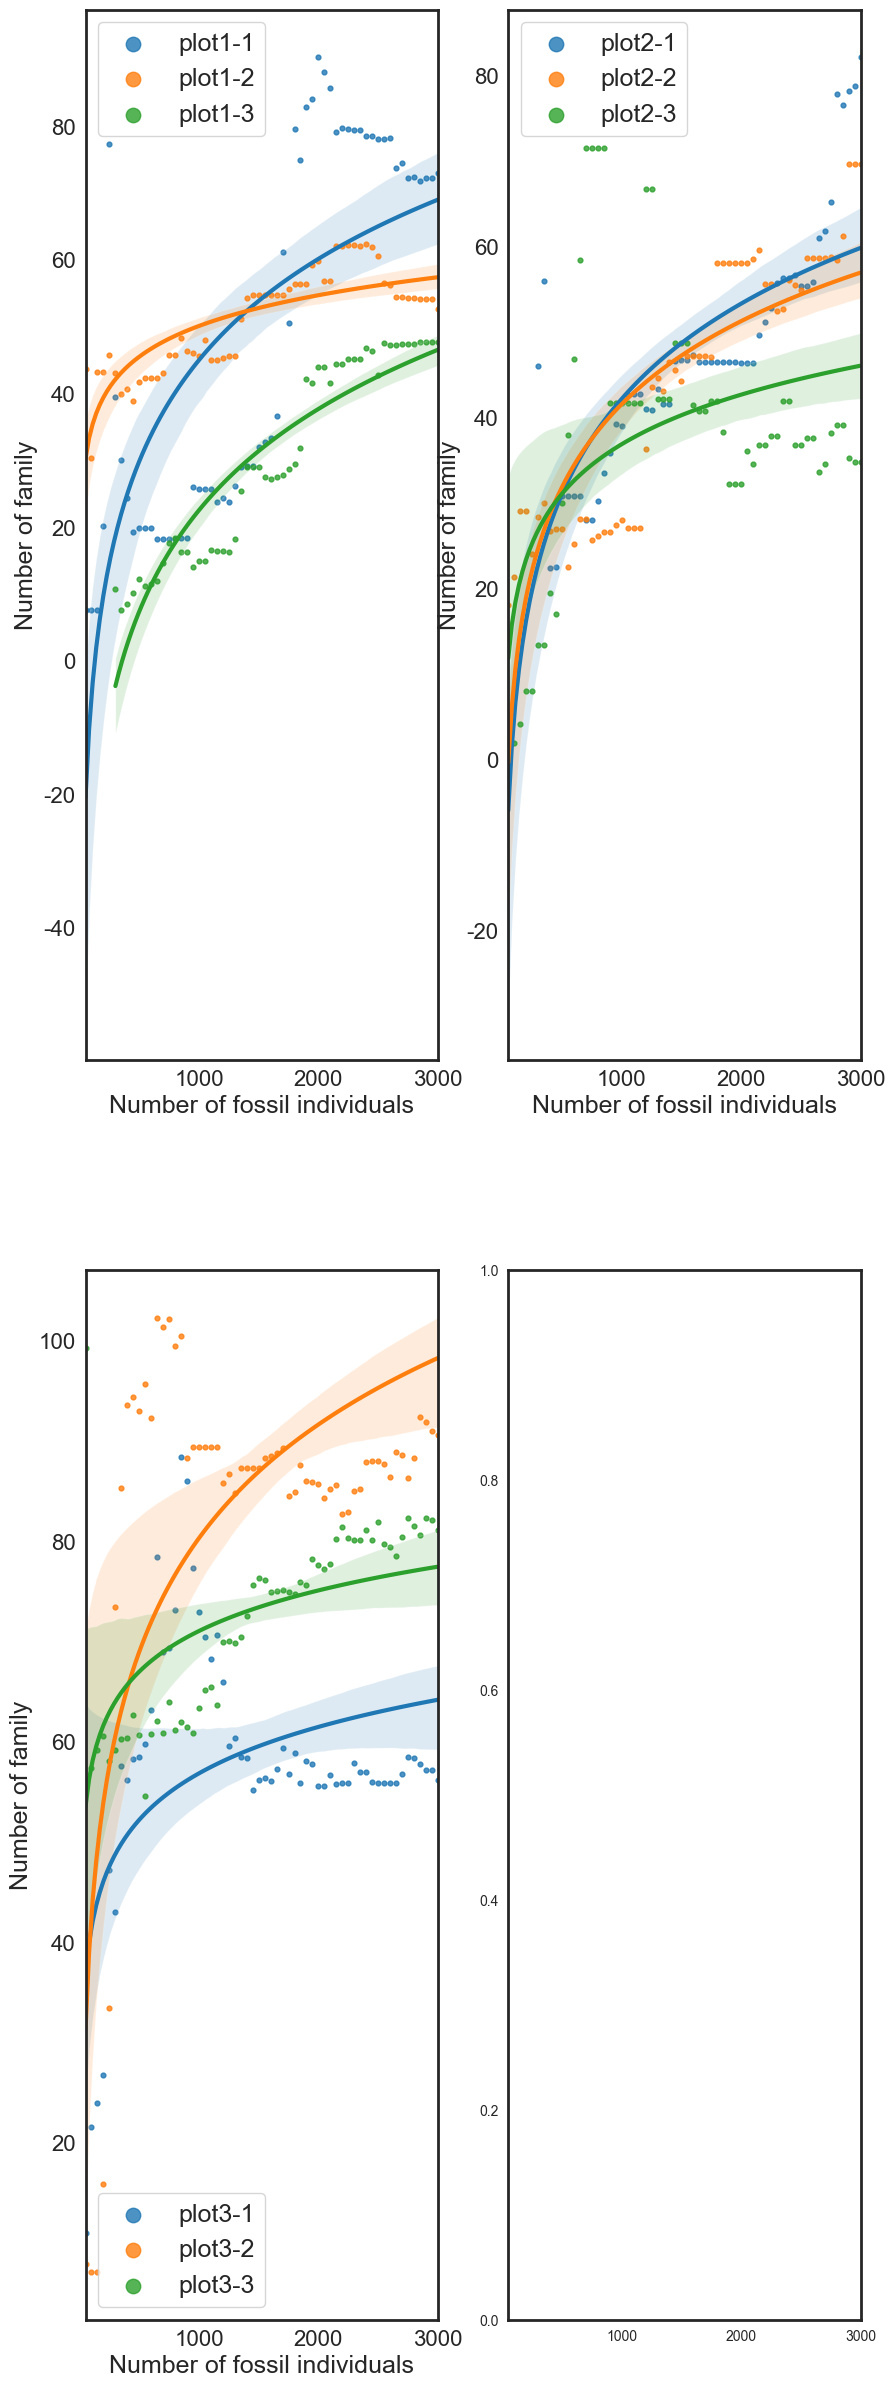 plot1-1
plot1-2
plot1-3
80
60
40
20
0
-20
-40
Number of family
1000 2000 3000
Number of fossil individuals
plot2-1
plot2-2
plot2-3
80
60
40
20
0
-20
Number of family
1000 2000 3000
Number of fossil individuals
100
80
60
40
20
Number of family
plot3-1
plot3-2
plot3-3
1000 2000 3000
Number of fossil individuals
1.0
0.8
0.6
0.4
0.2
0.0
1000 2000 3000